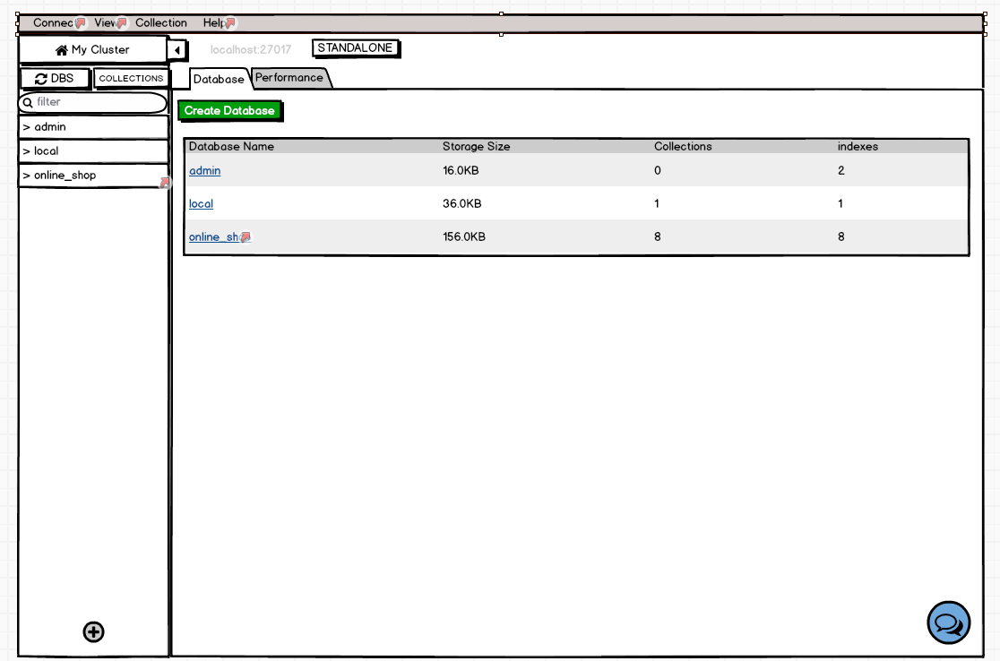 Connec View Collection Help
My Cluster
localhost:27017
STANDALONE
DBS
COLLECTIONS
Database
Performance
filter
Create Database
> admin
> local
> online_shop
Database Name Storage Size Collections indexes
admin 16.0KB 0 2
local 36.0KB 1 1
online_sh 156.0KB 8 8